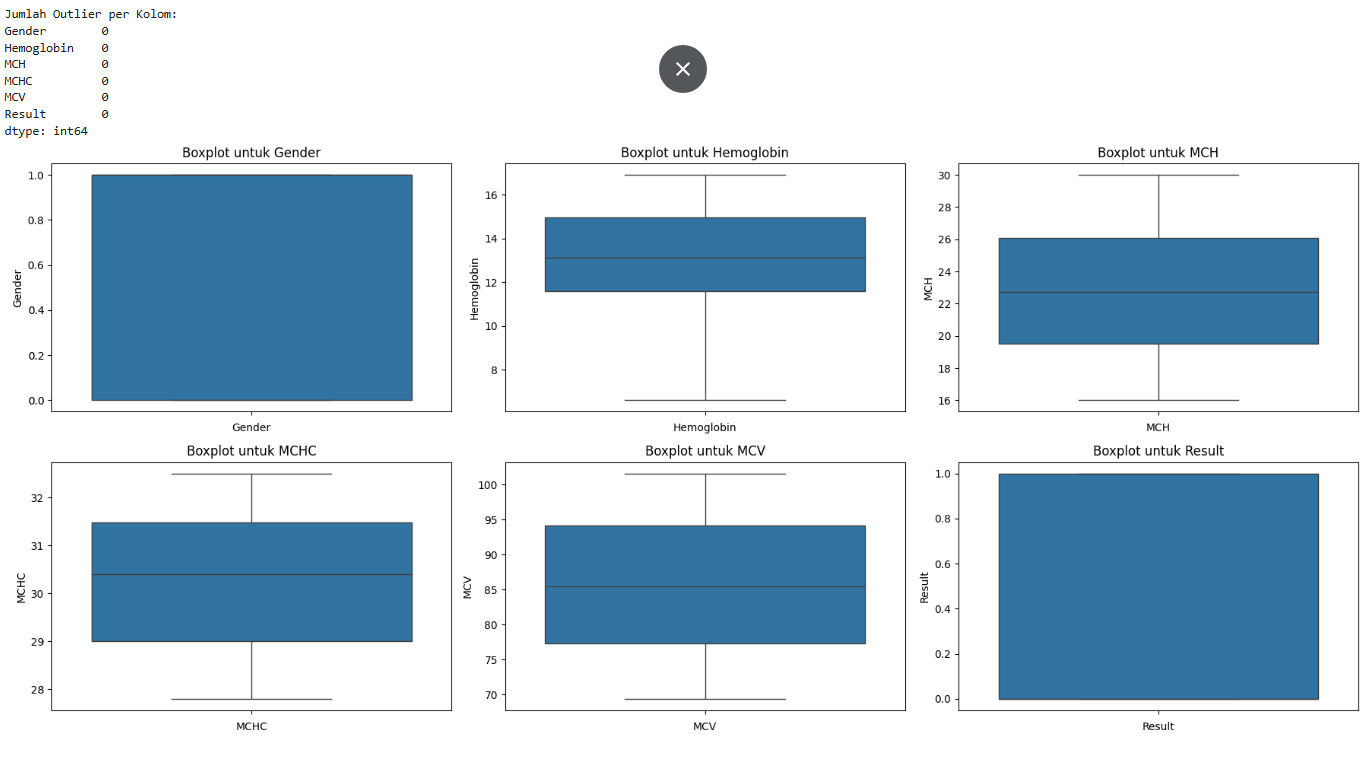 Jumlah Outlier per Kolom:
Gender 0
Hemoglobin 0
MCH 0
MCHC 0
MCV 0
Result 0
dtype: int64
Boxplot untuk Gender
1.0
0.8
0.6
0.4
0.2
0.0
Gender
Gender
Boxplot untuk Hemoglobin
16
14
12
10
8
Hemoglobin
Hemoglobin
Boxplot untuk MCH
30
28
26
24
22
20
18
16
MCH
MCH
Boxplot untuk MCHC
32
31
30
29
28
MCHC
MCHC
Boxplot untuk MCV
100
95
90
85
80
75
70
MCV
MCV
Boxplot untuk Result
1.0
0.8
0.6
0.4
0.2
0.0
Result
Result